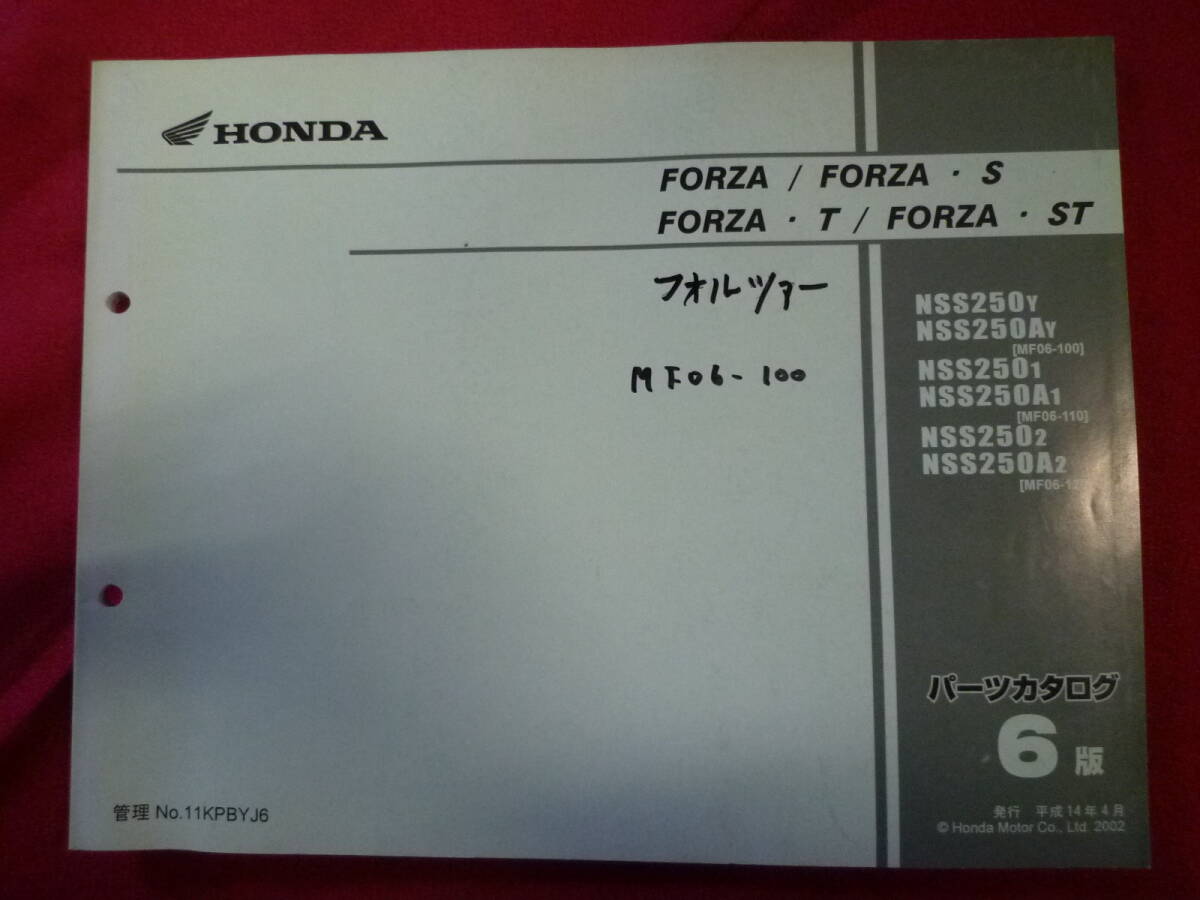 HONDA
FORZA / FORZA・S
FORZA・T / FORZA・ST
フォルツァー
MF06-100
NSS250Y
NSS250AY
[MF06-100]
NSS2501
NSS250A1
[MF06-110]
NSS2502
NSS250A2
パーツカタログ
6版
管理 No.11KPBYJ6
発行 平成14年4月
© Honda Motor Co., Ltd. 2002